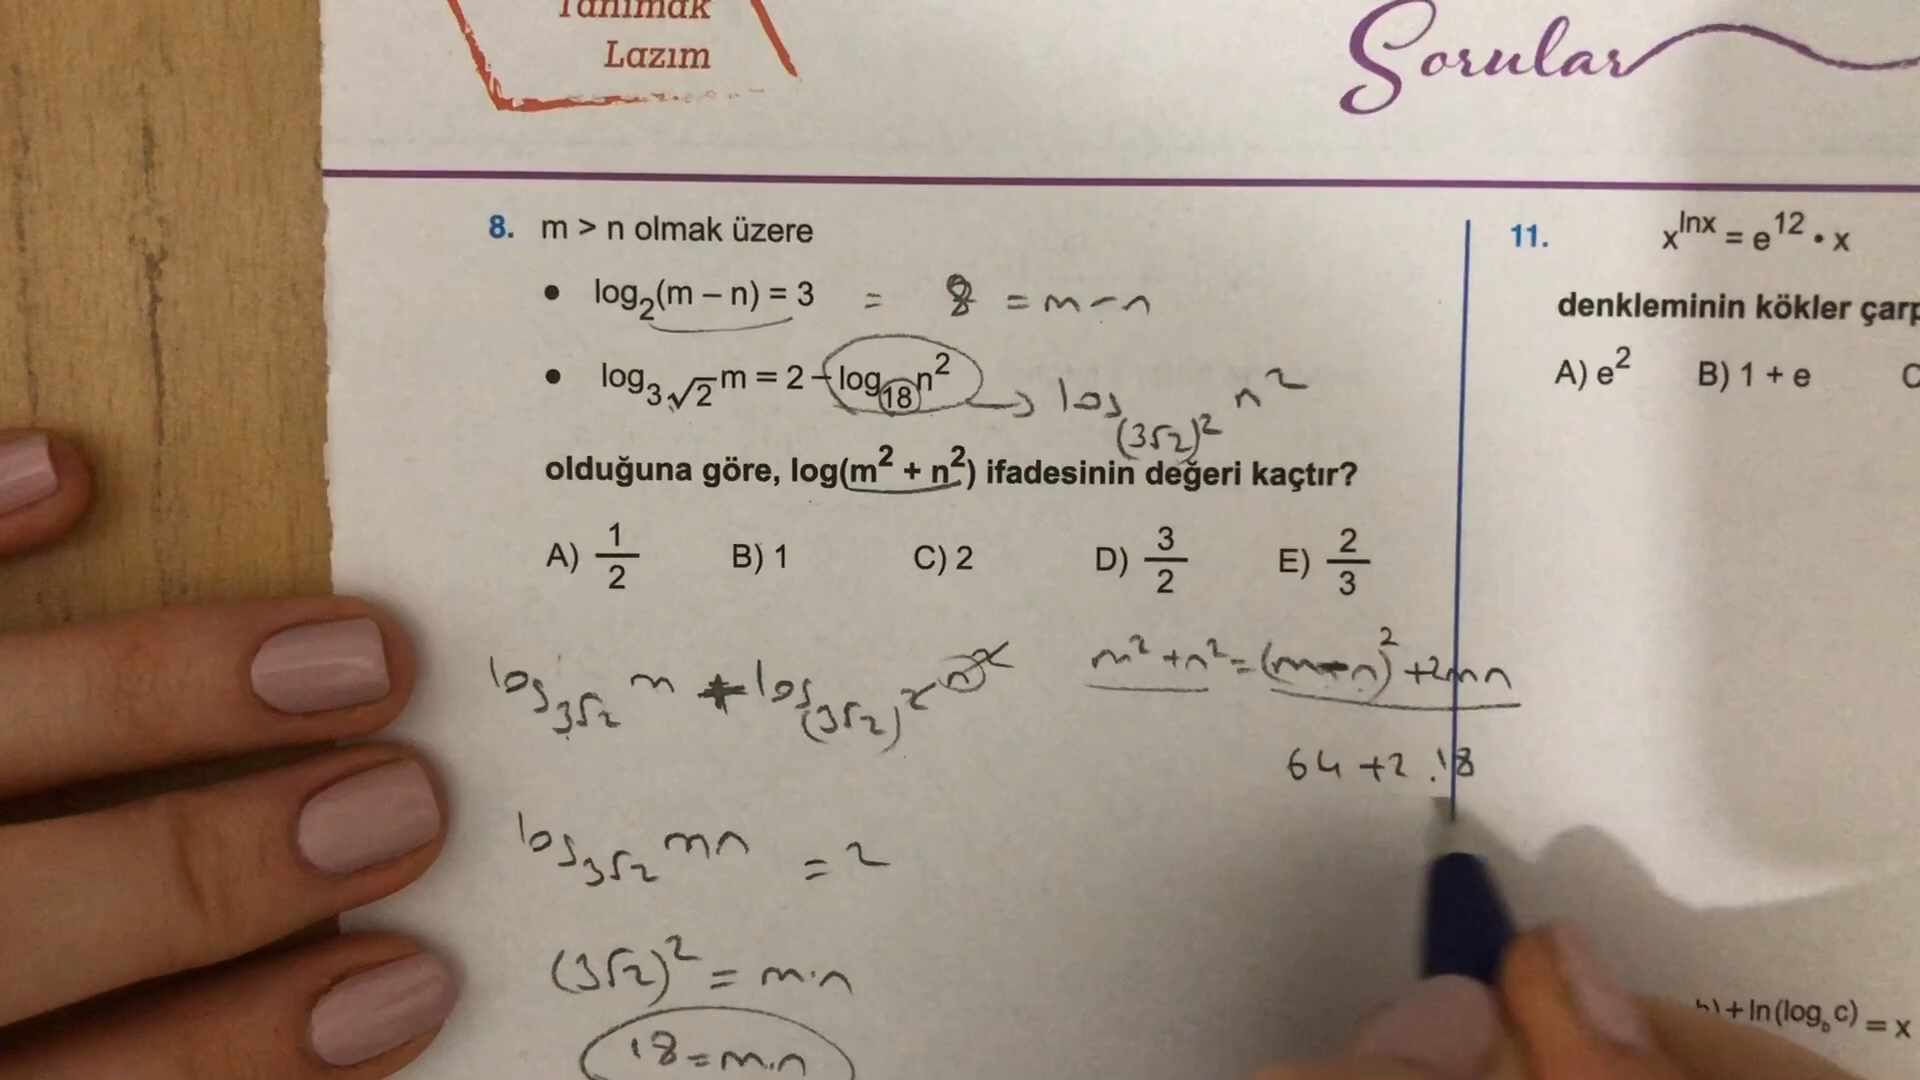 Tanımak
Lazım
Sorular
8. m > n olmak üzere
• log₂(m – n) = 3 = 8 = m – n
• log₃√₂ m = 2 – log₁₈ n² → log₍₃√₂₎² n²
olduğuna göre, log(m² + n²) ifadesinin değeri kaçtır?
A) 1/2 B) 1 C) 2 D) 3/2 E) 2/3
log₃√₂ m + log₍₃√₂₎² n²
log₃√₂ mn = 2
(3√2)² = m·n
18 = m·n
m² + n² = (m – n)² + 2mn
64 + 2.18
11. x^lnx = e¹² • x
denkleminin kökler çarp
A) e² B) 1 + e C
+ ln(log_b c) = x